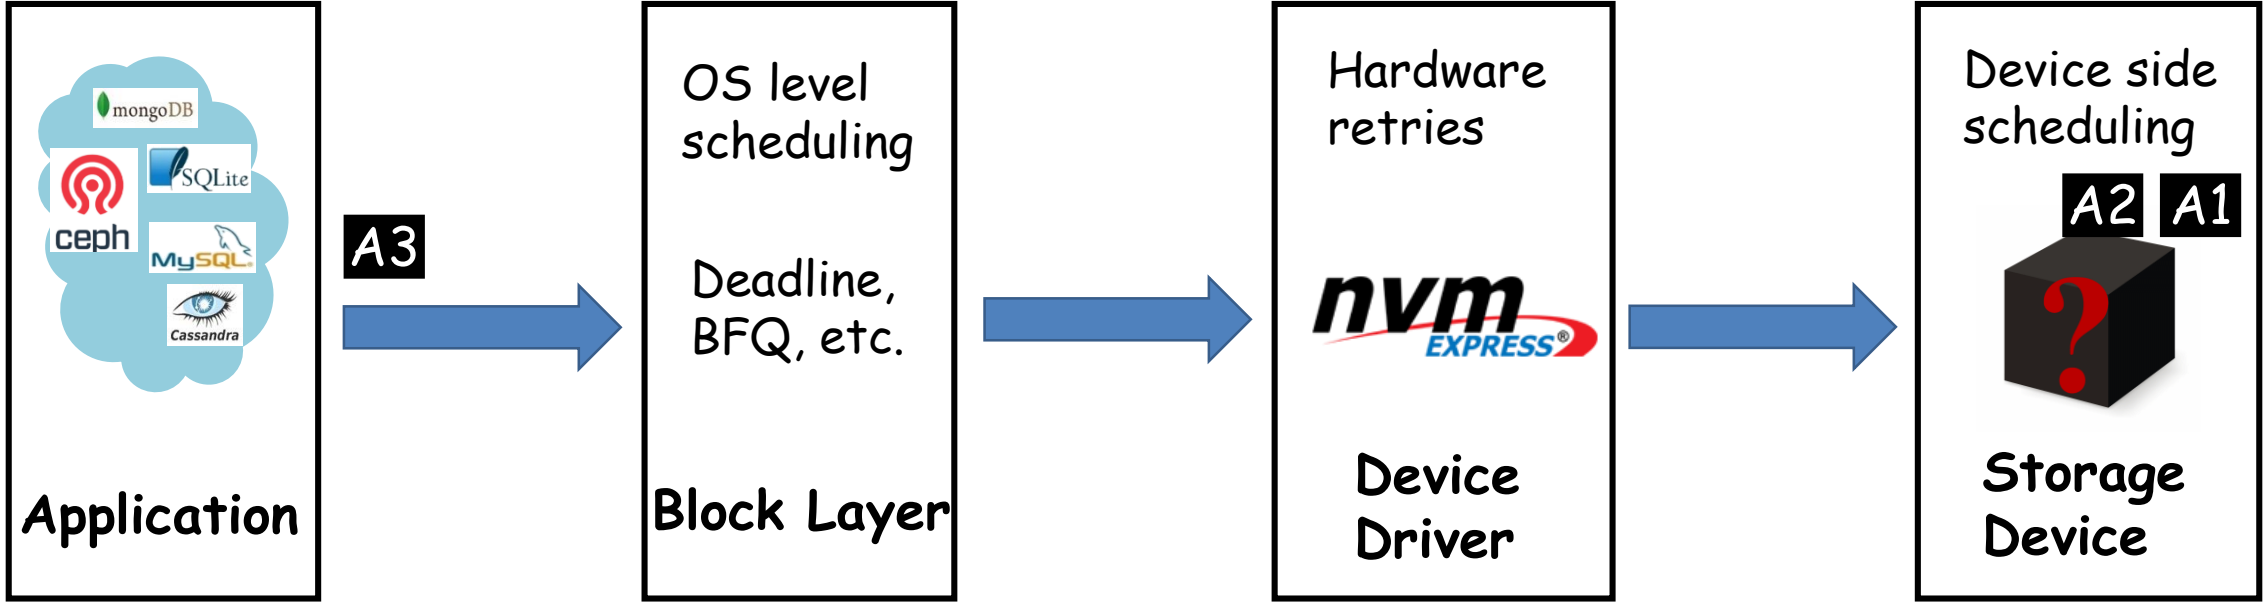 mongoDB
SQLite
ceph
MySQL
Cassandra
Application
A3
OS level
scheduling
Deadline,
BFQ, etc.
Block Layer
Hardware
retries
nvm
EXPRESS®
Device
Driver
Device side
scheduling
A2 A1
?
Storage
Device